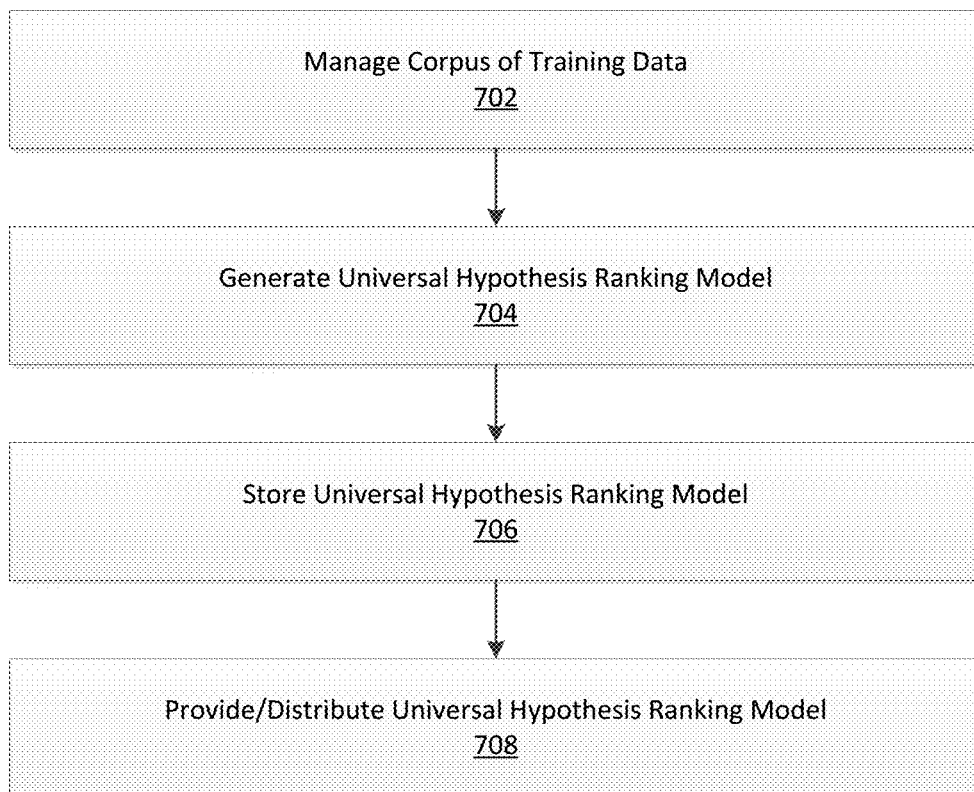 Manage Corpus of Training Data
702
Generate Universal Hypothesis Ranking Model
704
Store Universal Hypothesis Ranking Model
706
Provide/Distribute Universal Hypothesis Ranking Model
708